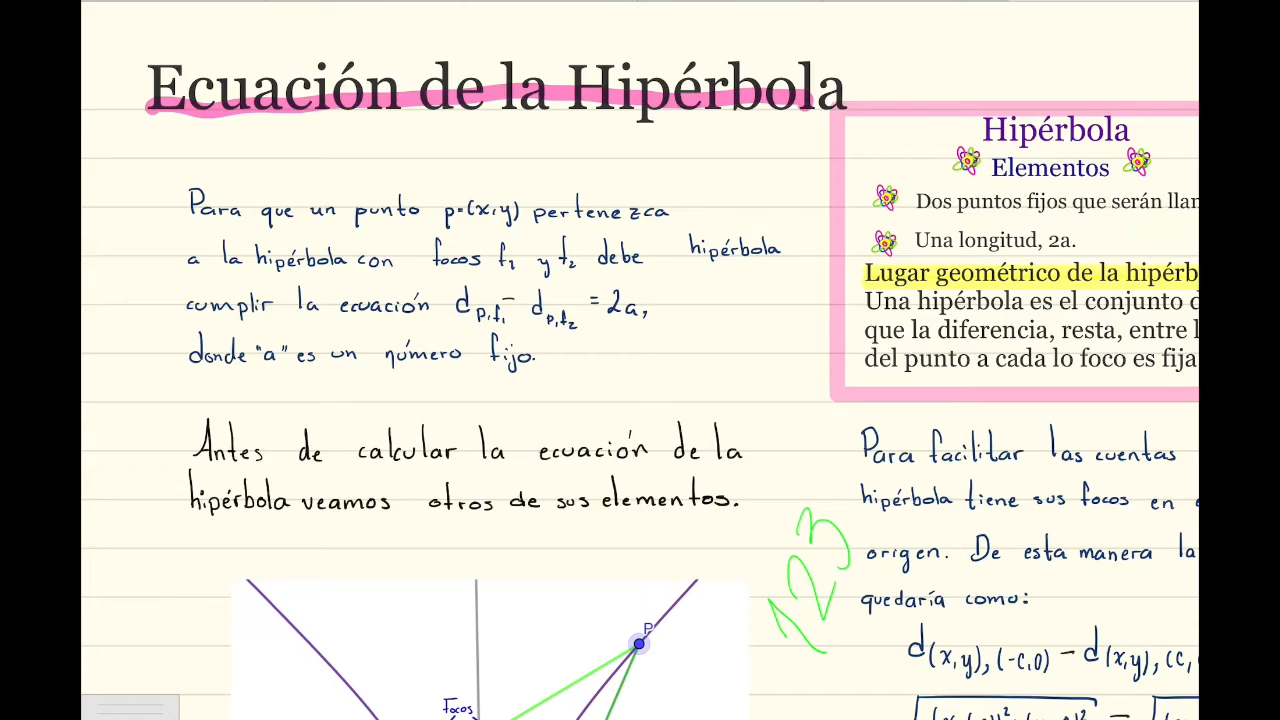 Ecuación de la Hipérbola
Para que un punto p=(x,y) pertenezca
a la hipérbola con focos f₁ y f₂ debe hipérbola
cumplir la ecuación d_{p,f₁} - d_{p,f₂} = 2a,
donde "a" es un número fijo.
Antes de calcular la ecuación de la
hipérbola veamos otros de sus elementos.
P
Focos
Hipérbola
Elementos
Dos puntos fijos que serán llam
Una longitud, 2a.
Lugar geométrico de la hipérb
Una hipérbola es el conjunto d
que la diferencia, resta, entre l
del punto a cada lo foco es fija
Para facilitar las cuentas
hipérbola tiene sus focos en
origen. De esta manera la
quedaría como:
d(x,y),(-c,0) - d(x,y),(c,
123